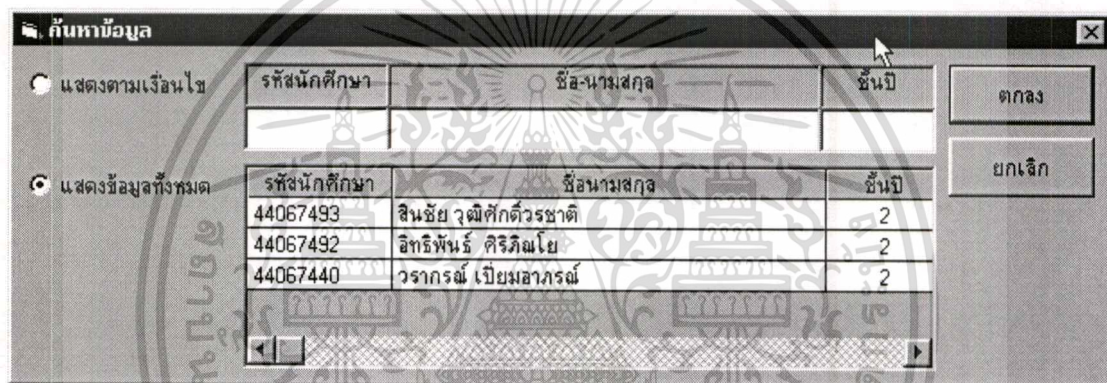 ค้นหาข้อมูล
แสดงตามเงื่อนไข
รหัสนักศึกษา ชื่อ-นามสกุล ชั้นปี
ตกลง
ยกเลิก
แสดงข้อมูลทั้งหมด
รหัสนักศึกษา ชื่อนามสกุล ชั้นปี
44067493 สินชัย วุฒิศักดิ์วรชาติ 2
44067492 อิทธิพันธ์ ศิริภิณโย 2
44067440 วรากรณ์ เปี่ยมอาภรณ์ 2